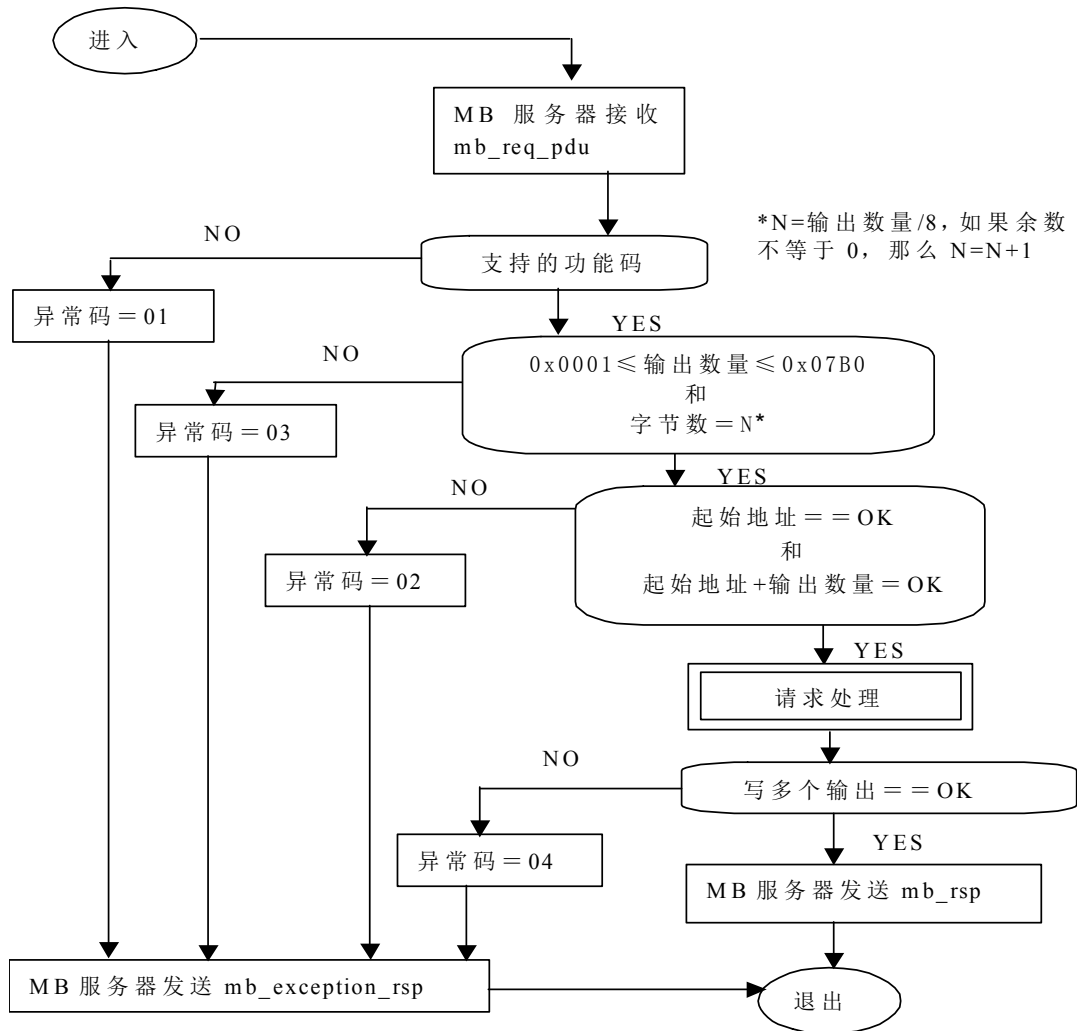 进入
MB 服务器接收
mb_req_pdu
*N=输出数量/8,如果余数
不等于 0, 那么 N=N+1
NO
支持的功能码
异常码=01
YES
NO
0x0001≤输出数量≤0x07B0
和
字节数=N*
异常码=03
YES
NO
起始地址==OK
和
起始地址+输出数量=OK
异常码=02
YES
请求处理
NO
写多个输出==OK
YES
异常码=04
MB 服务器发送 mb_rsp
MB 服务器发送 mb_exception_rsp
退出